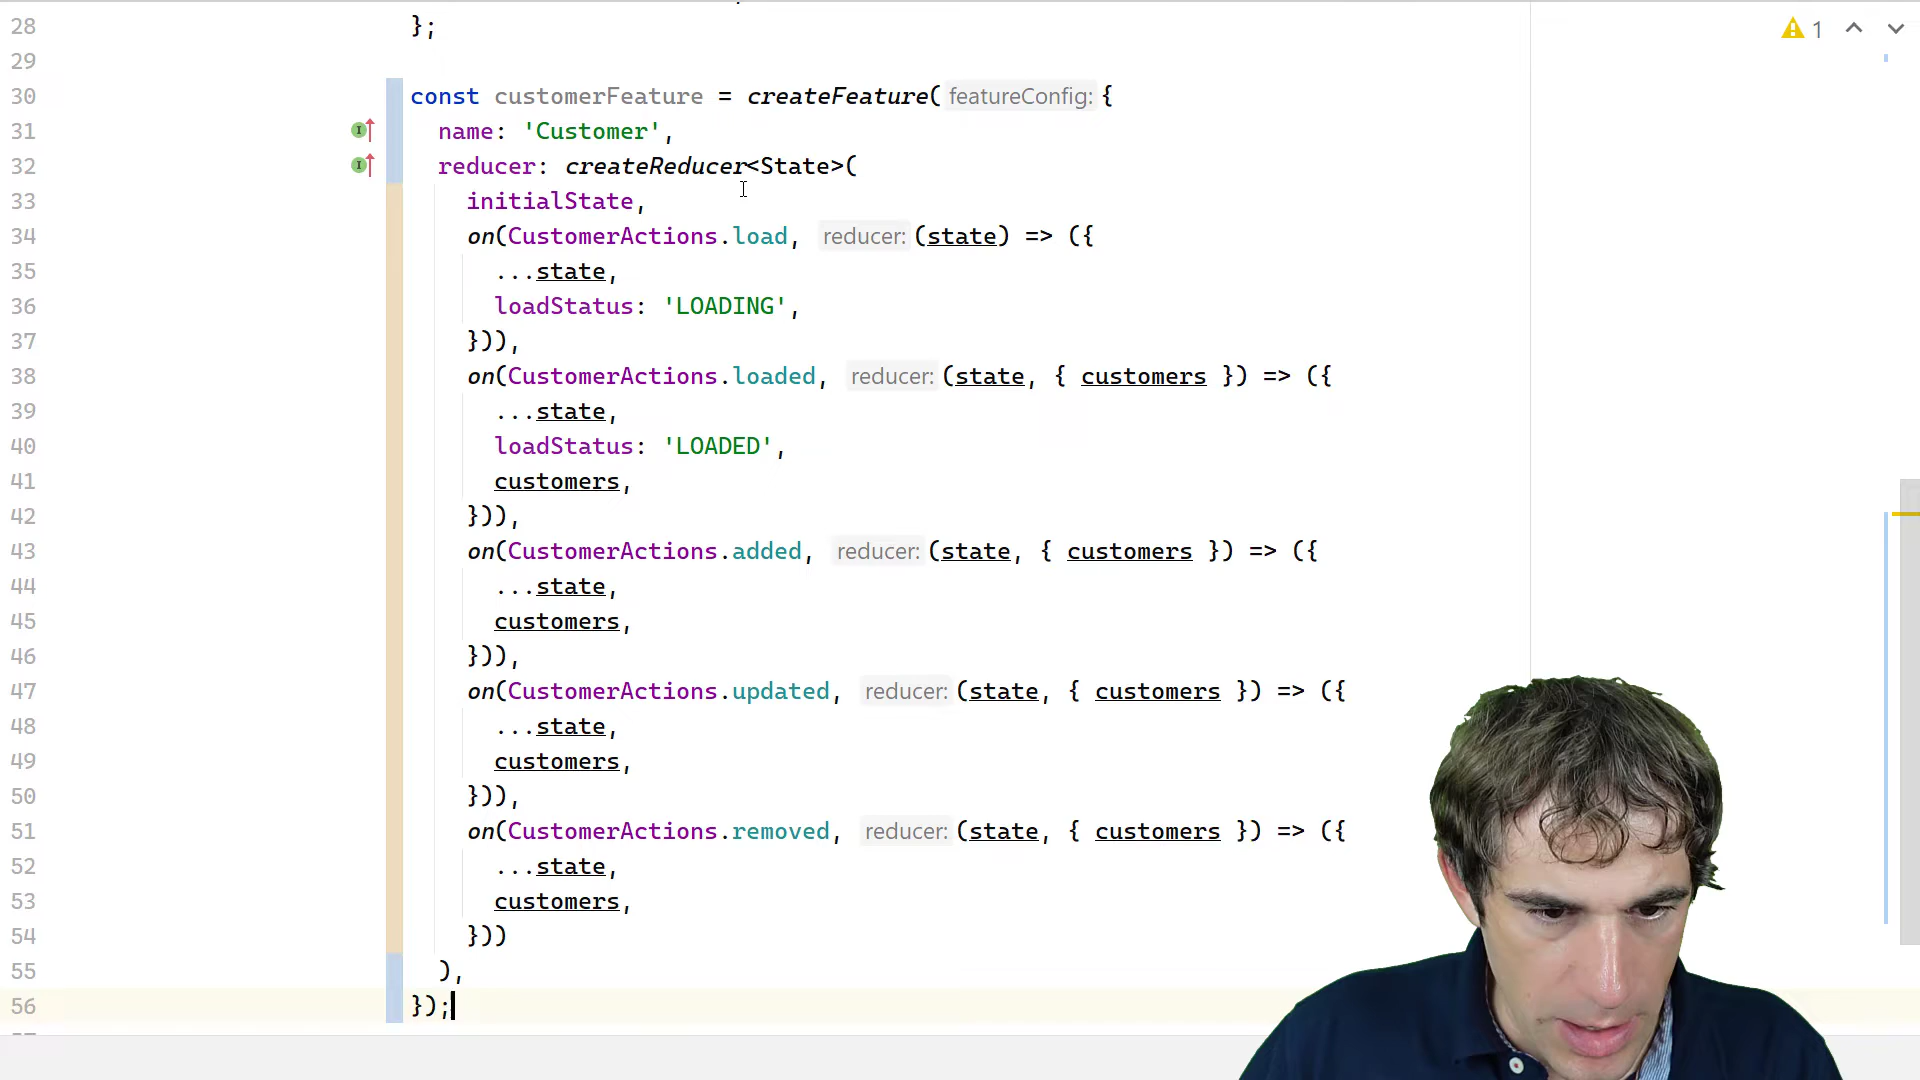 28 };
1
29
30 const customerFeature = createFeature( featureConfig: {
31 name: 'Customer',
32 reducer: createReducer<State>(
33 initialState,
34 on(CustomerActions.load, reducer: (state) => ({
35 ...state,
36 loadStatus: 'LOADING',
37 })),
38 on(CustomerActions.loaded, reducer: (state, { customers }) => ({
39 ...state,
40 loadStatus: 'LOADED',
41 customers,
42 })),
43 on(CustomerActions.added, reducer: (state, { customers }) => ({
44 ...state,
45 customers,
46 })),
47 on(CustomerActions.updated, reducer: (state, { customers }) => ({
48 ...state,
49 customers,
50 })),
51 on(CustomerActions.removed, reducer: (state, { customers }) => ({
52 ...state,
53 customers,
54 }))
55 ),
56 });